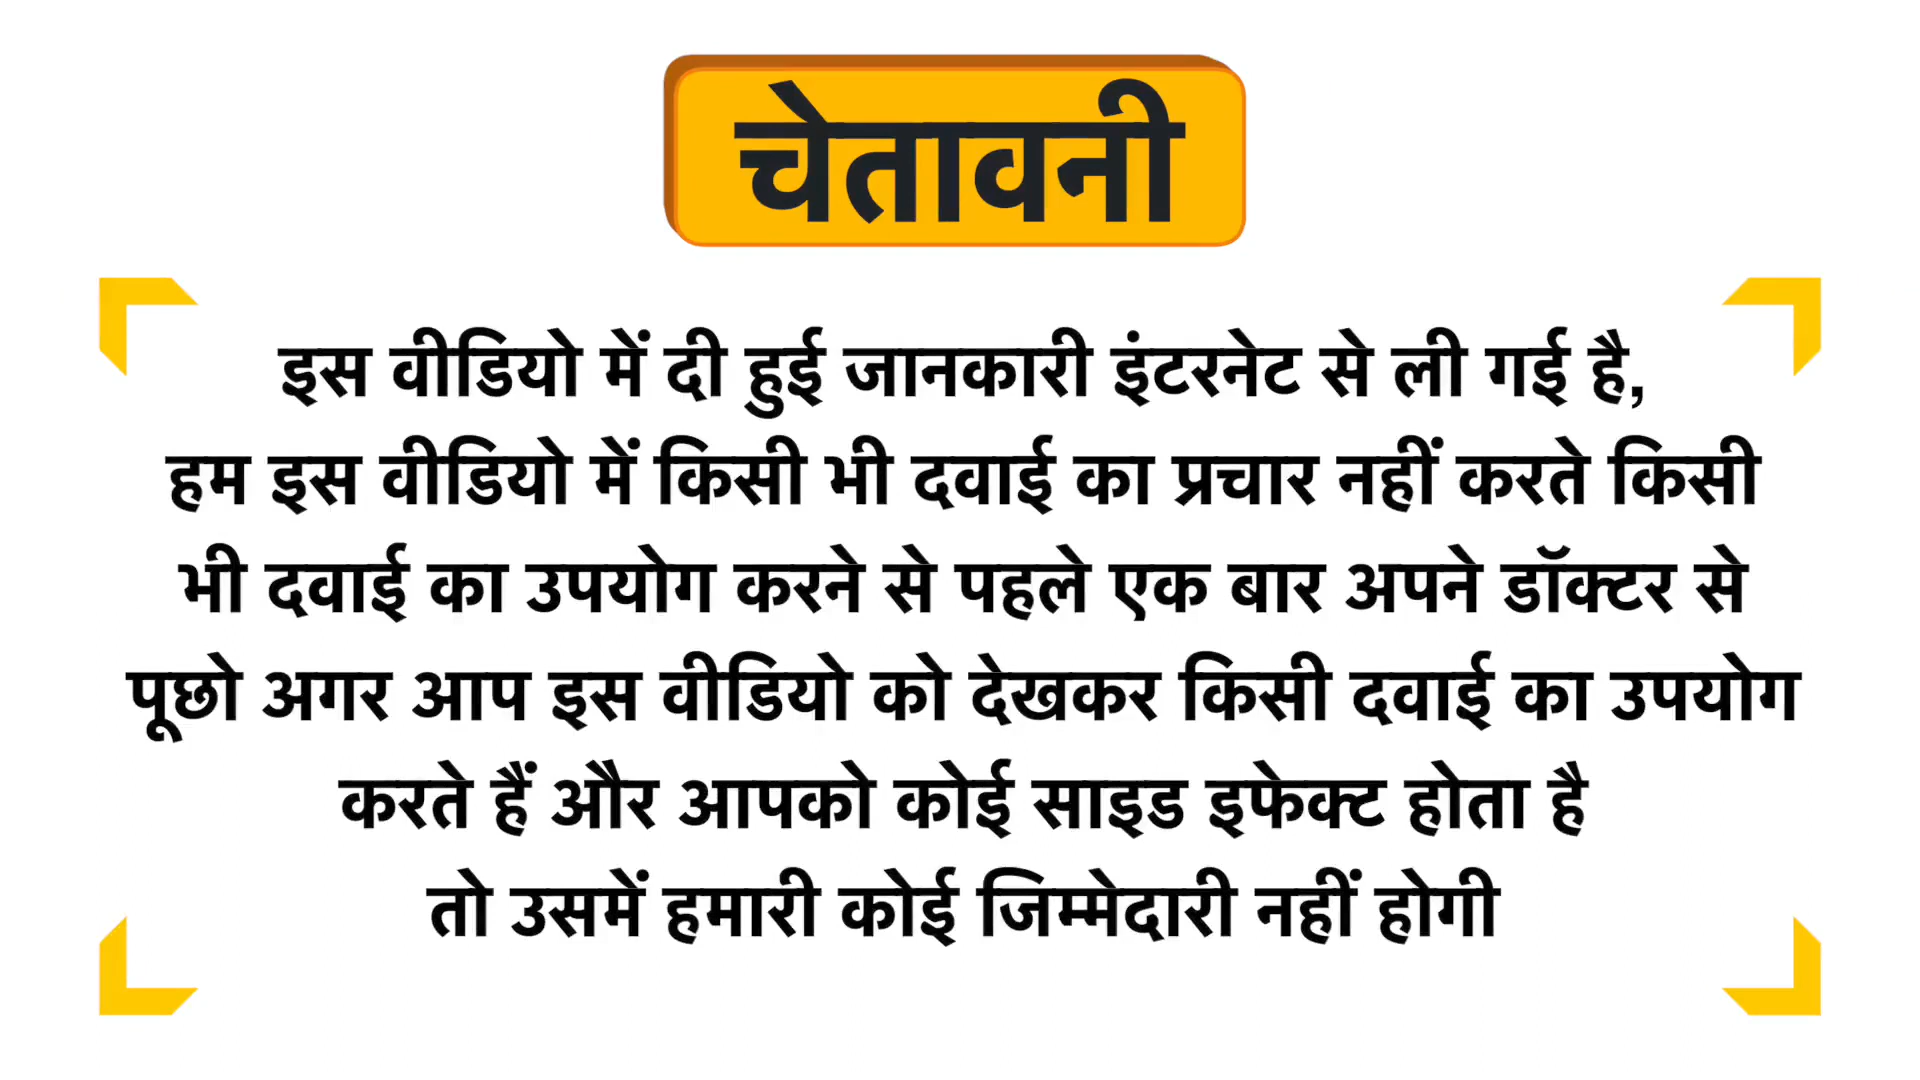 चेतावनी
इस वीडियो में दी हुई जानकारी इंटरनेट से ली गई है,
हम इस वीडियो में किसी भी दवाई का प्रचार नहीं करते किसी
भी दवाई का उपयोग करने से पहले एक बार अपने डॉक्टर से
पूछो अगर आप इस वीडियो को देखकर किसी दवाई का उपयोग
करते हैं और आपको कोई साइड इफेक्ट होता है
तो उसमें हमारी कोई जिम्मेदारी नहीं होगी